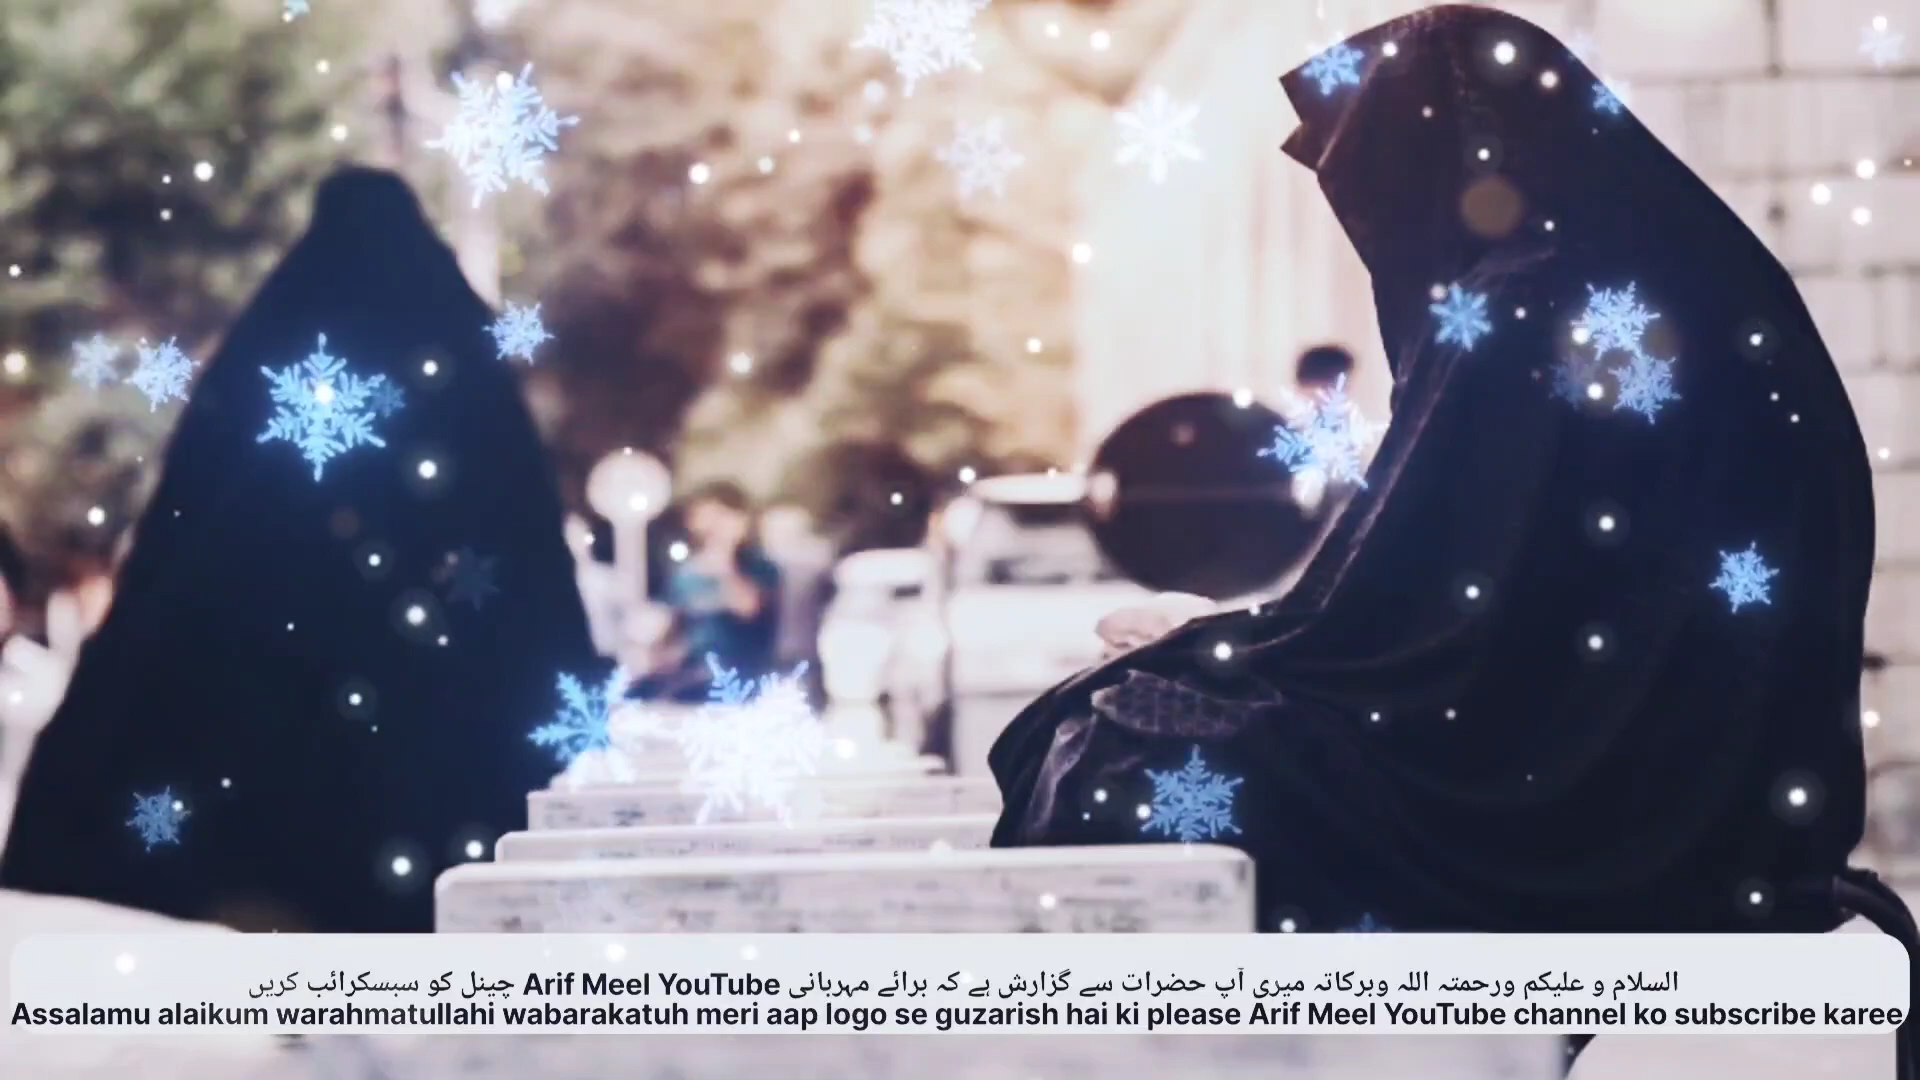 السلام و علیکم ورحمتہ اللہ وبرکاتہ میری آپ حضرات سے گزارش ہے کہ برائے مہربانی Arif Meel YouTube چینل کو سبسکرائب کریں
Assalamu alaikum warahmatullahi wabarakatuh meri aap logo se guzarish hai ki please Arif Meel YouTube channel ko subscribe karee